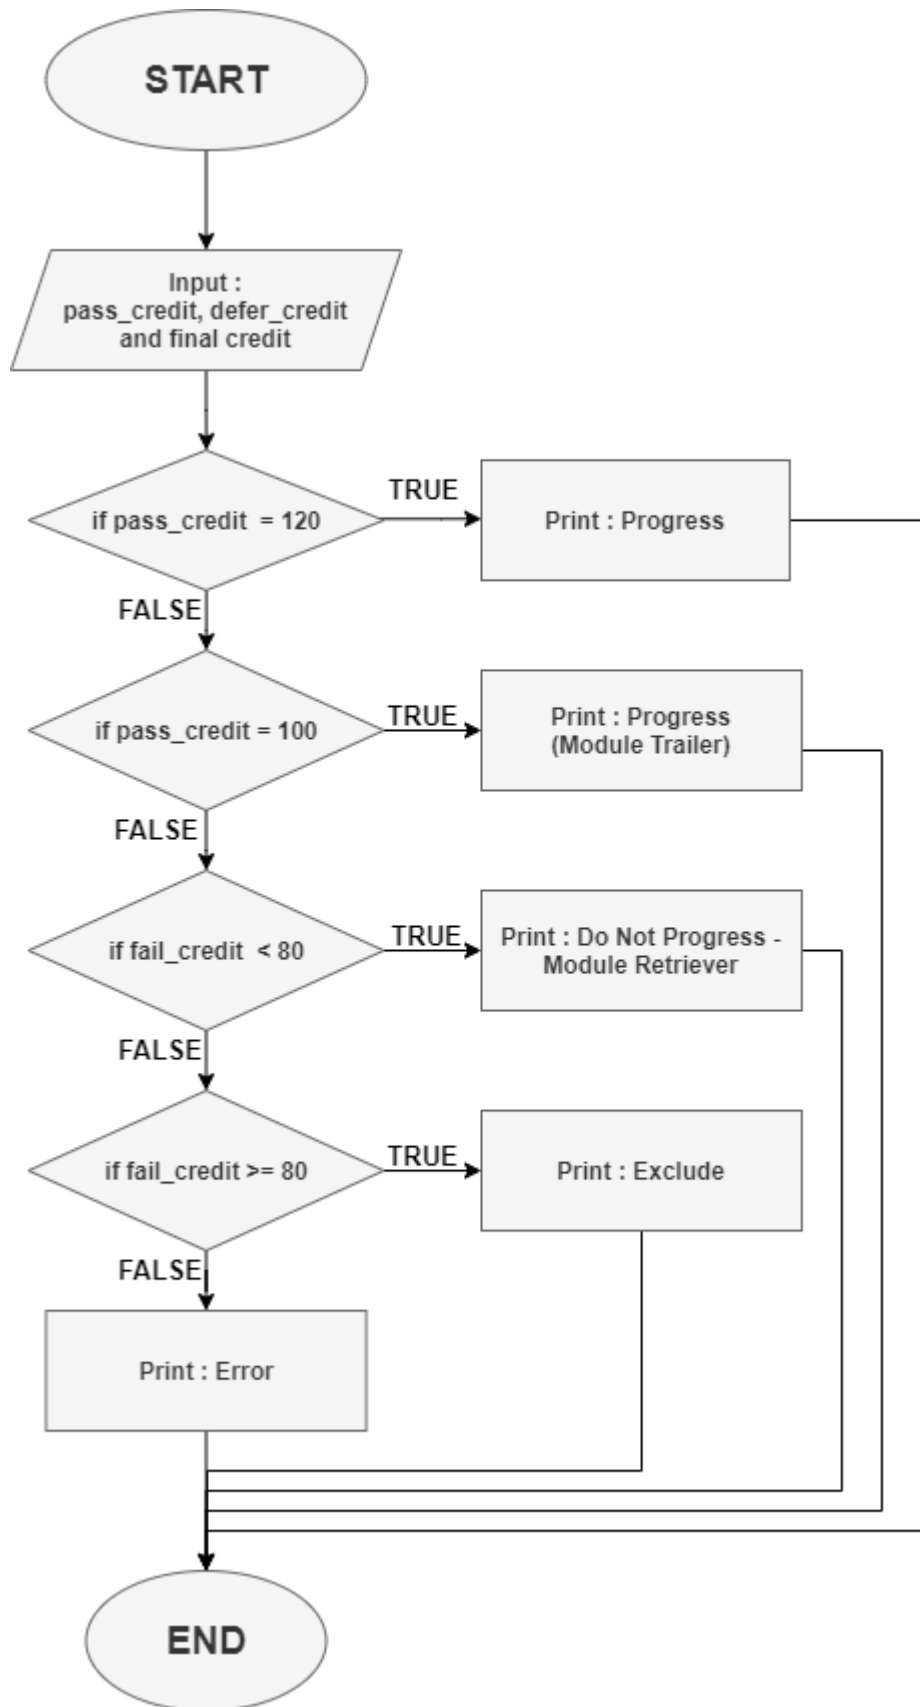 START
Input :
pass_credit, defer_credit
and final credit
if pass_credit  = 120
TRUE
Print : Progress
FALSE
if pass_credit = 100
TRUE
Print : Progress
(Module Trailer)
FALSE
if fail_credit  < 80
TRUE
Print : Do Not Progress -
Module Retriever
FALSE
if fail_credit >= 80
TRUE
Print : Exclude
FALSE
Print : Error
END